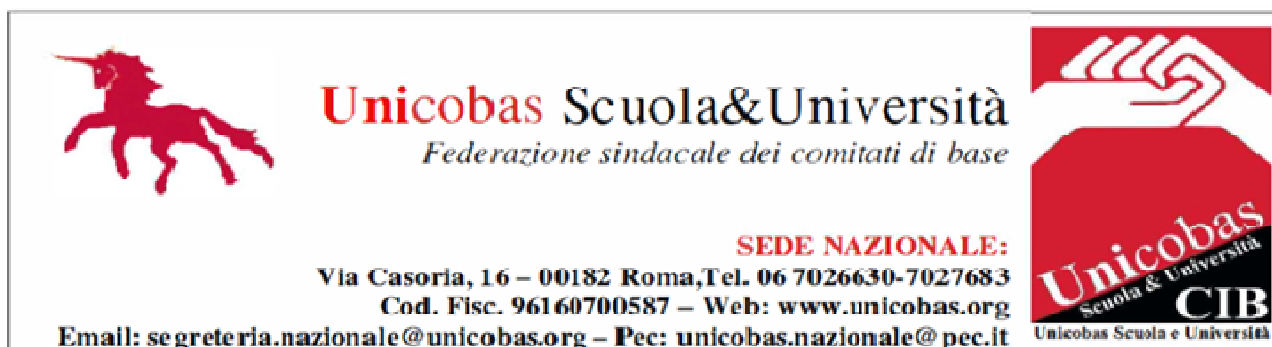 Unicobas Scuola&Università
Federazione sindacale dei comitati di base
SEDE NAZIONALE:
Via Casoria, 16 – 00182 Roma,Tel. 06 7026630-7027683
Cod. Fisc. 96160700587 – Web: www.unicobas.org
Email: segreteria.nazionale@unicobas.org – Pec: unicobas.nazionale@pec.it
Unicobas
Scuola & Università
CIB
Unicobas Scuola e Università